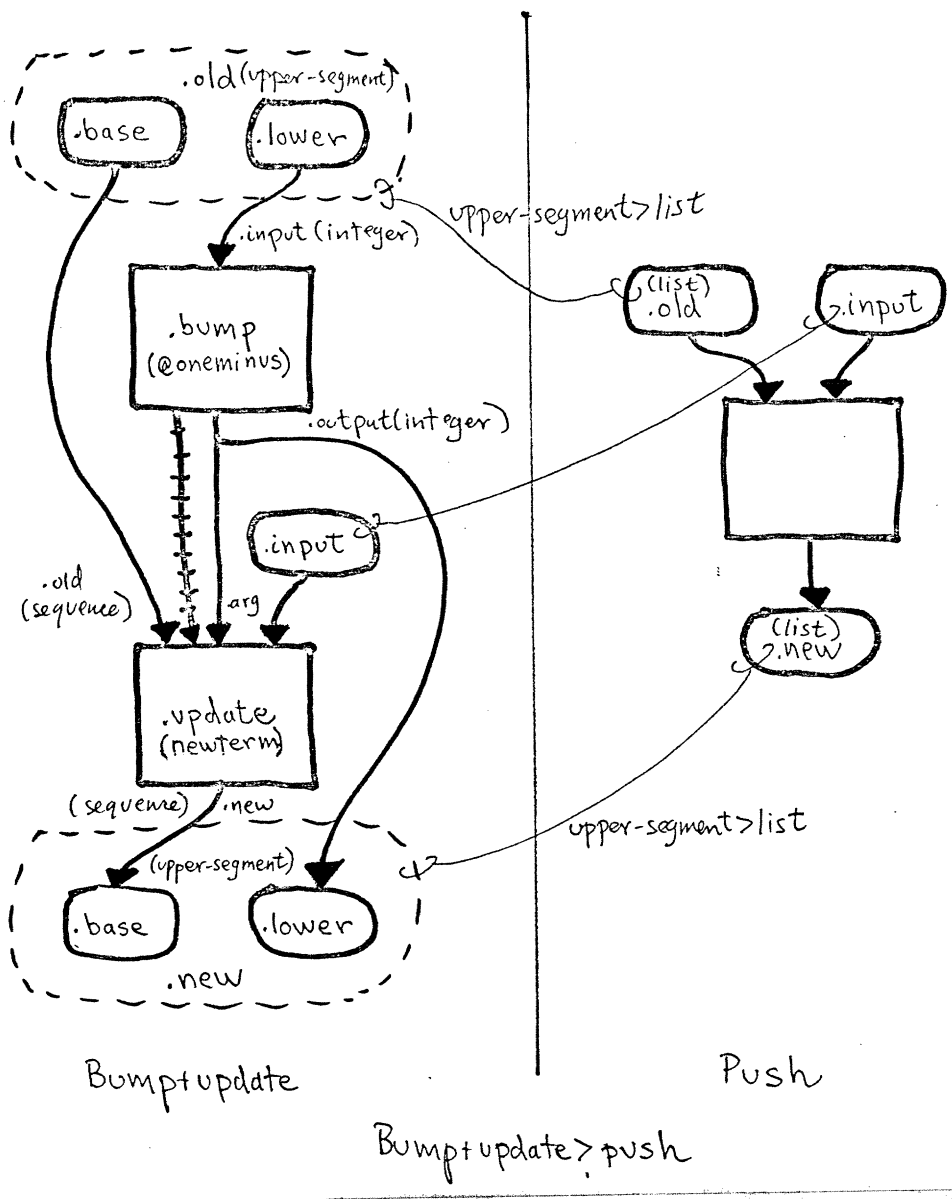 .old(upper-segment)
.base
.lower
.input(integer)
.bump
(@oneminus)
.output(integer)
.input
.old
(sequence)
.arg
.update
(newterm)
(sequence)
.new
(upper-segment)
.base
.lower
.new
Bump+update
upper-segment>list
(list)
.old
.input
(list)
.new
upper-segment>list
Push
Bump+update>push